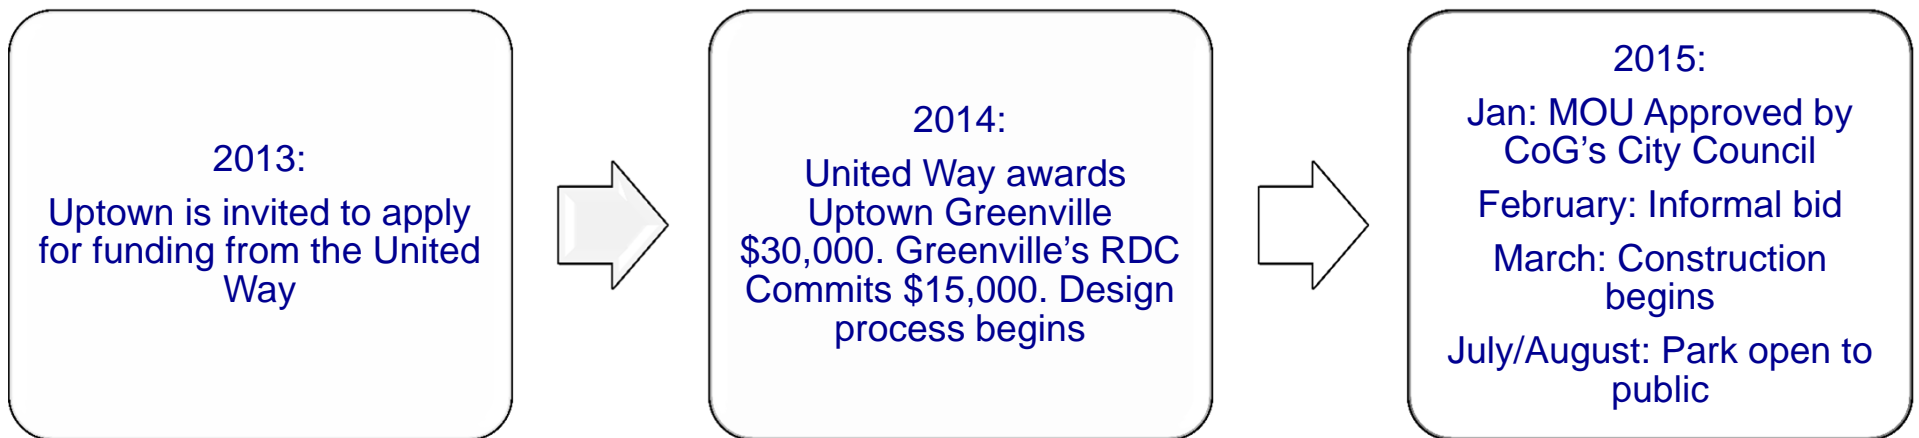 2013:
Uptown is invited to apply
for funding from the United
Way
2014:
United Way awards
Uptown Greenville
$30,000. Greenville’s RDC
Commits $15,000. Design
process begins
2015:
Jan: MOU Approved by
CoG’s City Council
February: Informal bid
March: Construction
begins
July/August: Park open to
public